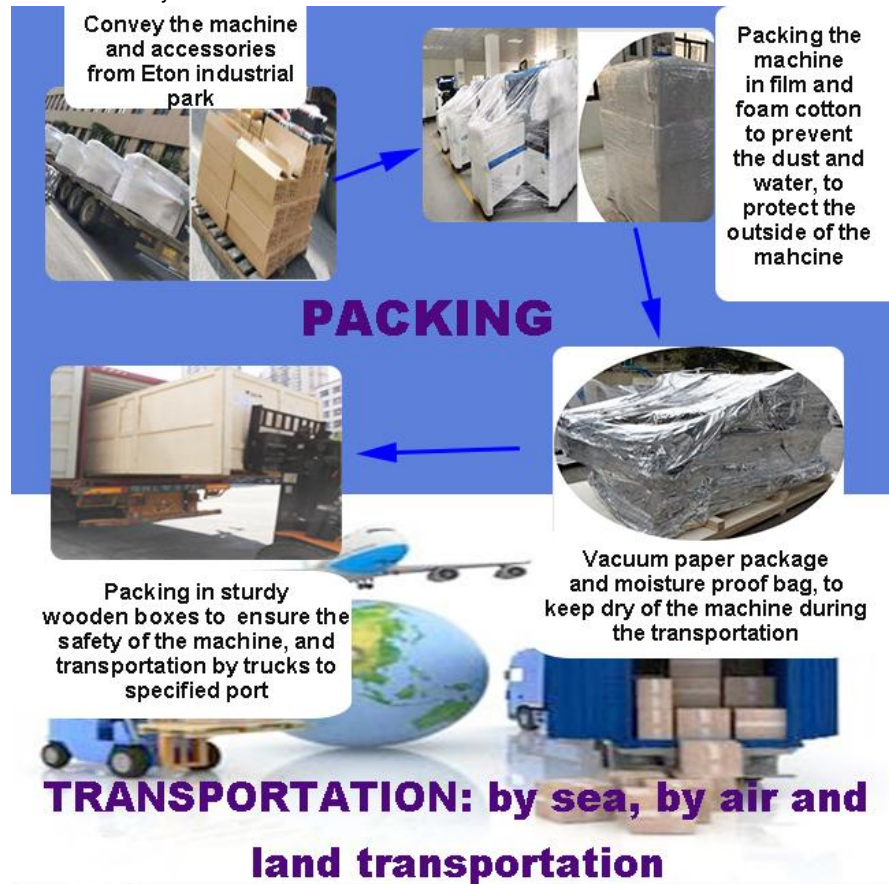 Convey the machine
and accessories
from Eton industrial
park
Packing the
machine
in film and
foam cotton
to prevent
the dust and
water, to
protect the
outside of the
mahcine
PACKING
Vacuum paper package
and moisture proof bag, to
keep dry of the machine during
the transportation
Packing in sturdy
wooden boxes to ensure the
safety of the machine, and
transportation by trucks to
specified port
TRANSPORTATION: by sea, by air and
land transportation